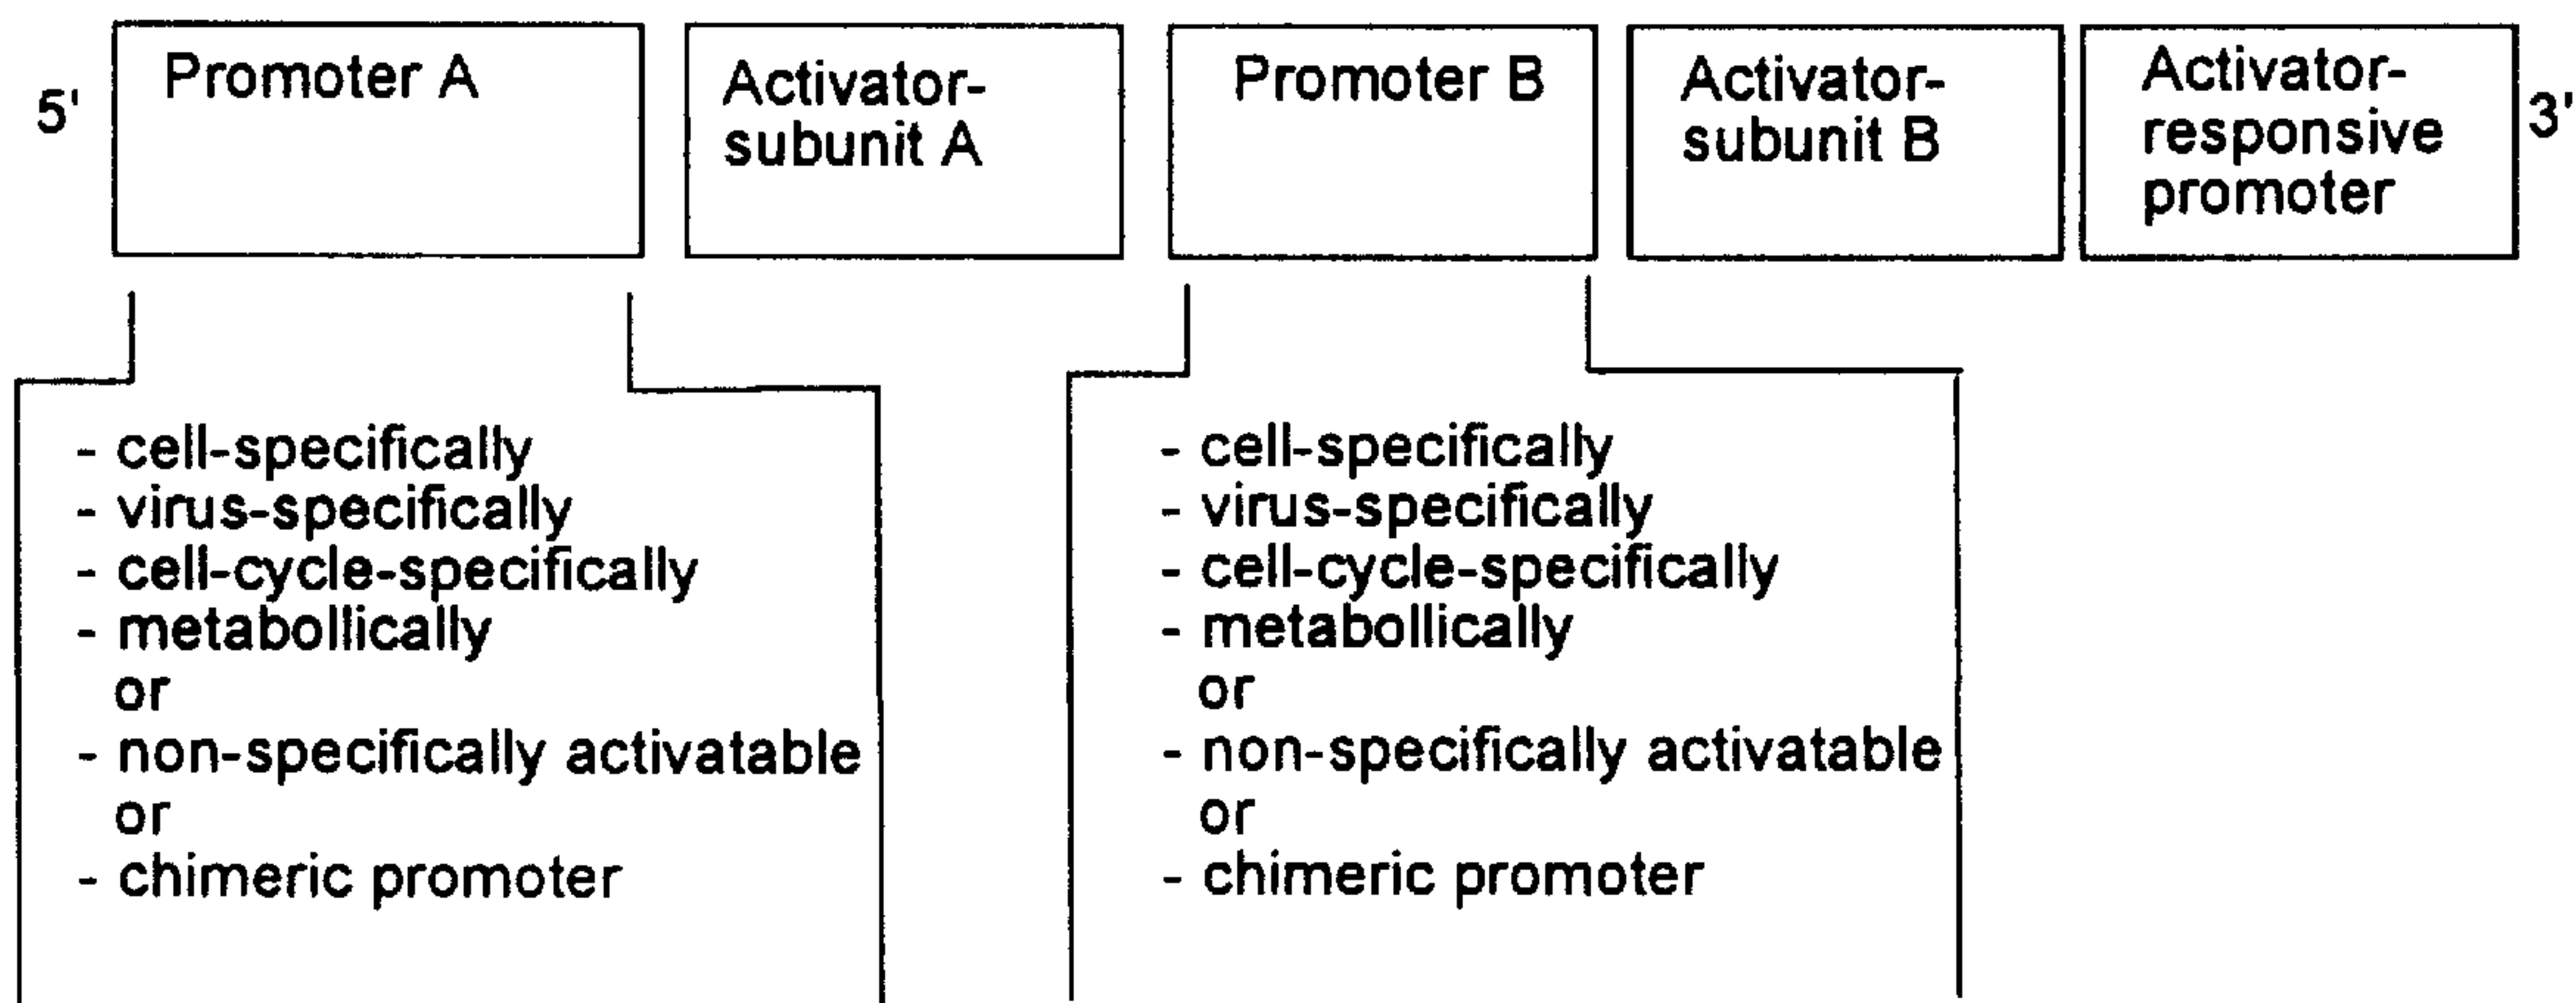 5'
Promoter A
Activator-
subunit A
Promoter B
Activator-
subunit B
Activator-
responsive
promoter
3'
- cell-specifically
- virus-specifically
- cell-cycle-specifically
- metabollically
or
- non-specifically activatable
or
- chimeric promoter
- cell-specifically
- virus-specifically
- cell-cycle-specifically
- metabollically
or
- non-specifically activatable
or
- chimeric promoter